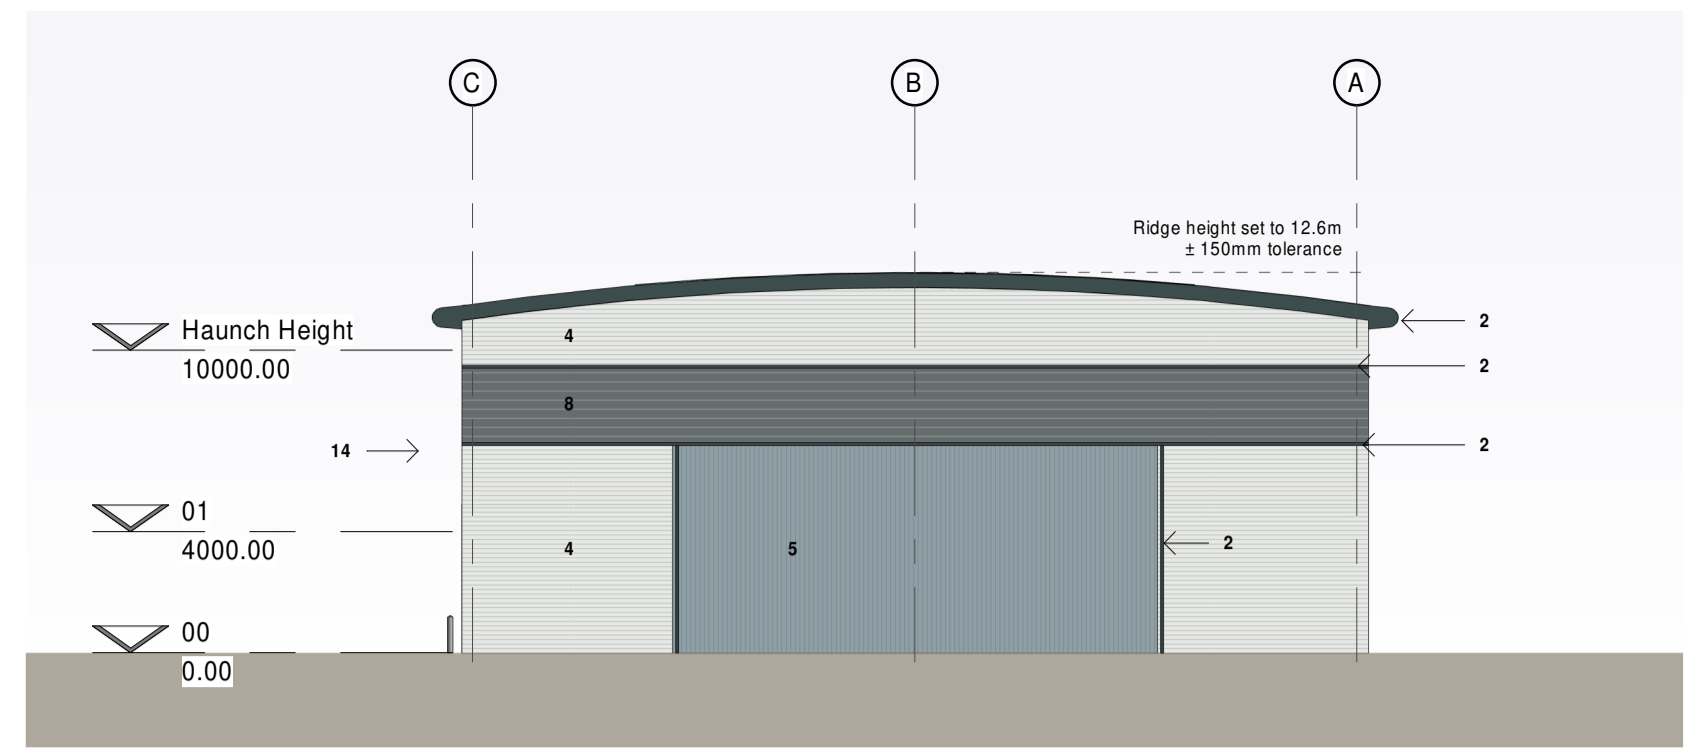 C
B
A
Ridge height set to 12.6m
± 150mm tolerance
2
Haunch Height
4
10000.00
2
8
2
14
01
4000.00
4
5
2
00
0.00